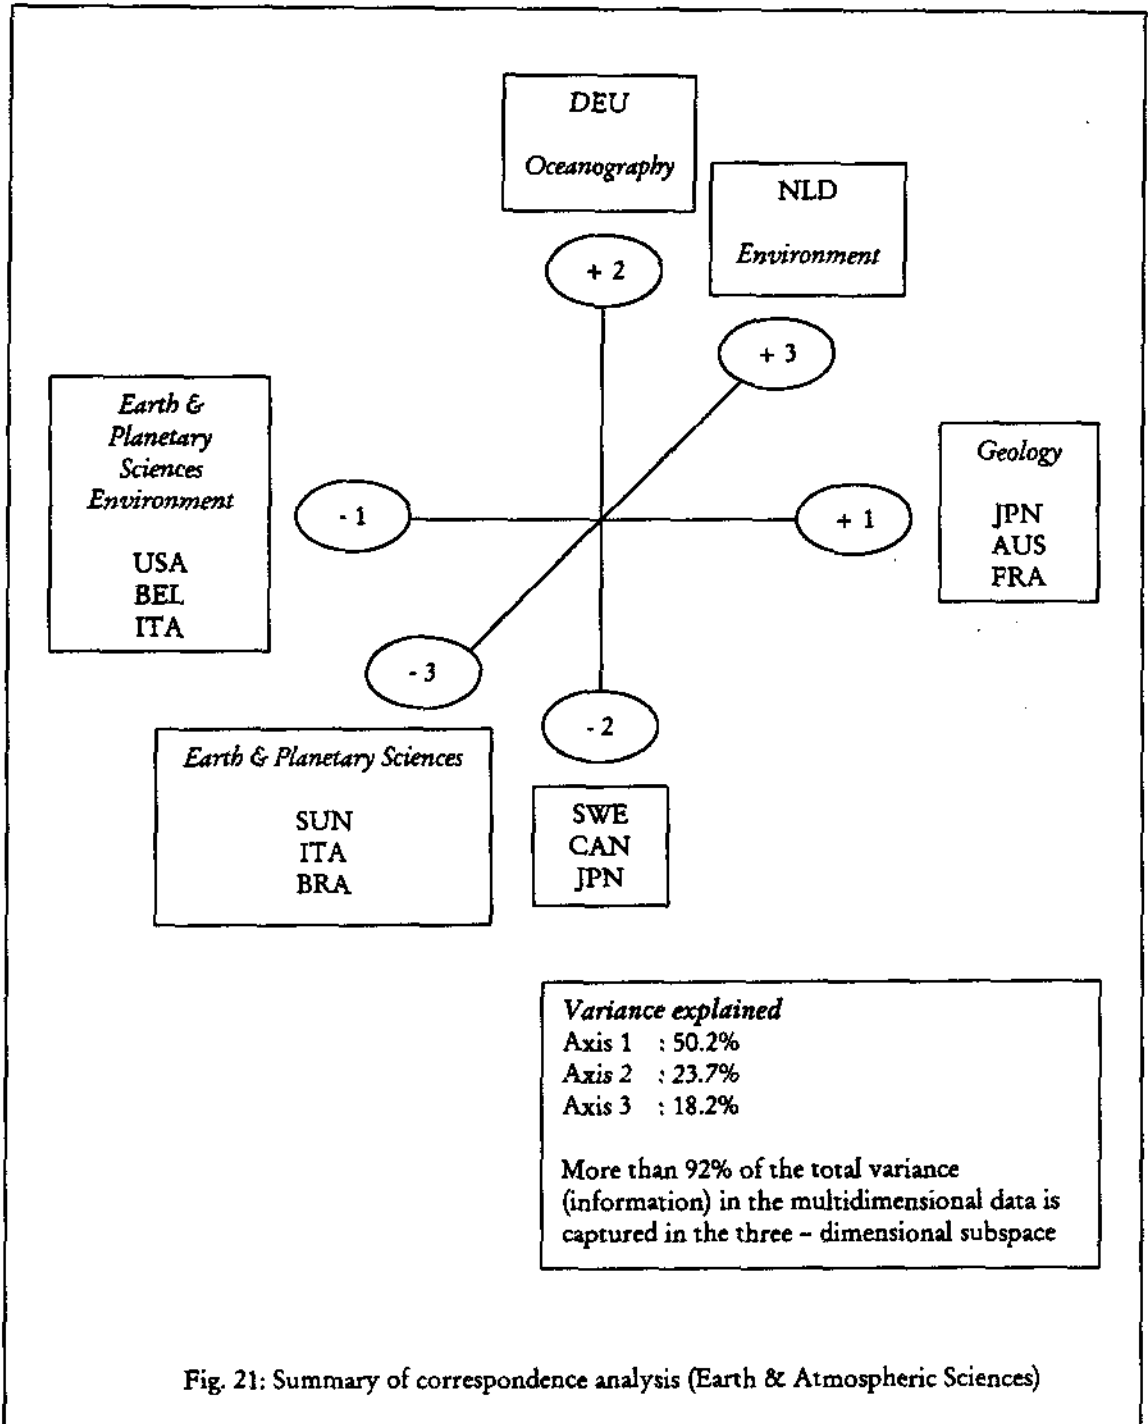 DEU
Oceanography
NLD
Environment
+ 2
+ 3
Earth &
Planetary
Sciences
Environment
USA
BEL
ITA
- 1
+ 1
Geology
JPN
AUS
FRA
- 3
- 2
Earth & Planetary Sciences
SUN
ITA
BRA
SWE
CAN
JPN
Variance explained
Axis 1 : 50.2%
Axis 2 : 23.7%
Axis 3 : 18.2%
More than 92% of the total variance
(information) in the multidimensional data is
captured in the three – dimensional subspace
Fig. 21: Summary of correspondence analysis (Earth & Atmospheric Sciences)